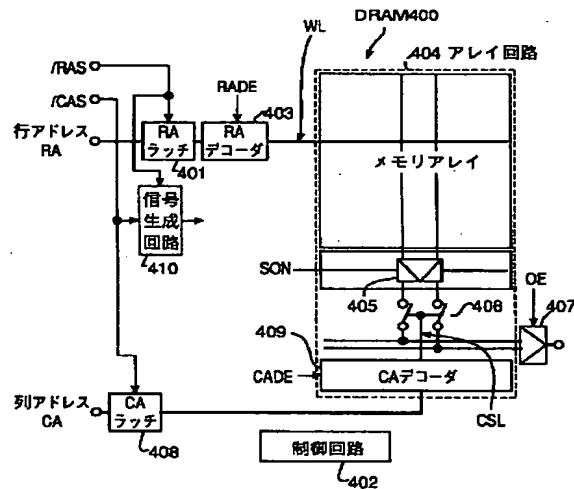 DRAM400
WL
404 アレイ回路
/RAS
/CAS
RADE
403
行アドレス
RA
RA
ラッチ
401
RA
デコーダ
メモリアレイ
信号
生成
回路
410
SON
405
406
OE
407
409
CADE
CAデコーダ
列アドレス
CA
CA
ラッチ
408
CSL
制御回路
402